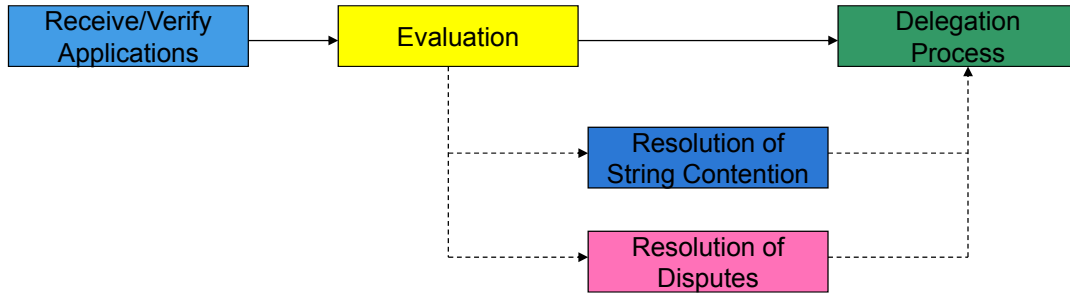 Receive/Verify
Applications
Evaluation
Delegation
Process
Resolution of
String Contention
Resolution of
Disputes